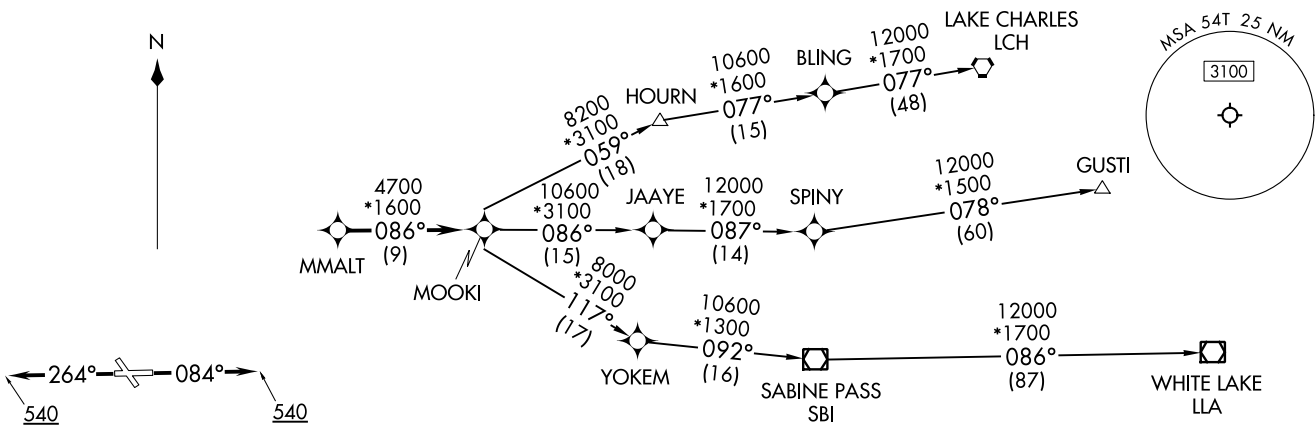 N
MSA 54T 25 NM
3100
LAKE CHARLES
LCH
12000
*1700
077°
(48)
BLING
10600
*1600
077°
(15)
HOURN
8200
*3100
059°
(18)
4700
*1600
086°
(9)
MMALT
MOOKI
10600
*3100
086°
(15)
JAAYE
12000
*1700
087°
(14)
SPINY
12000
*1500
078°
(60)
GUSTI
8000
*3100
117°
(17)
YOKEM
10600
*1300
092°
(16)
SABINE PASS
SBI
12000
*1700
086°
(87)
WHITE LAKE
LLA
264°
084°
540
540